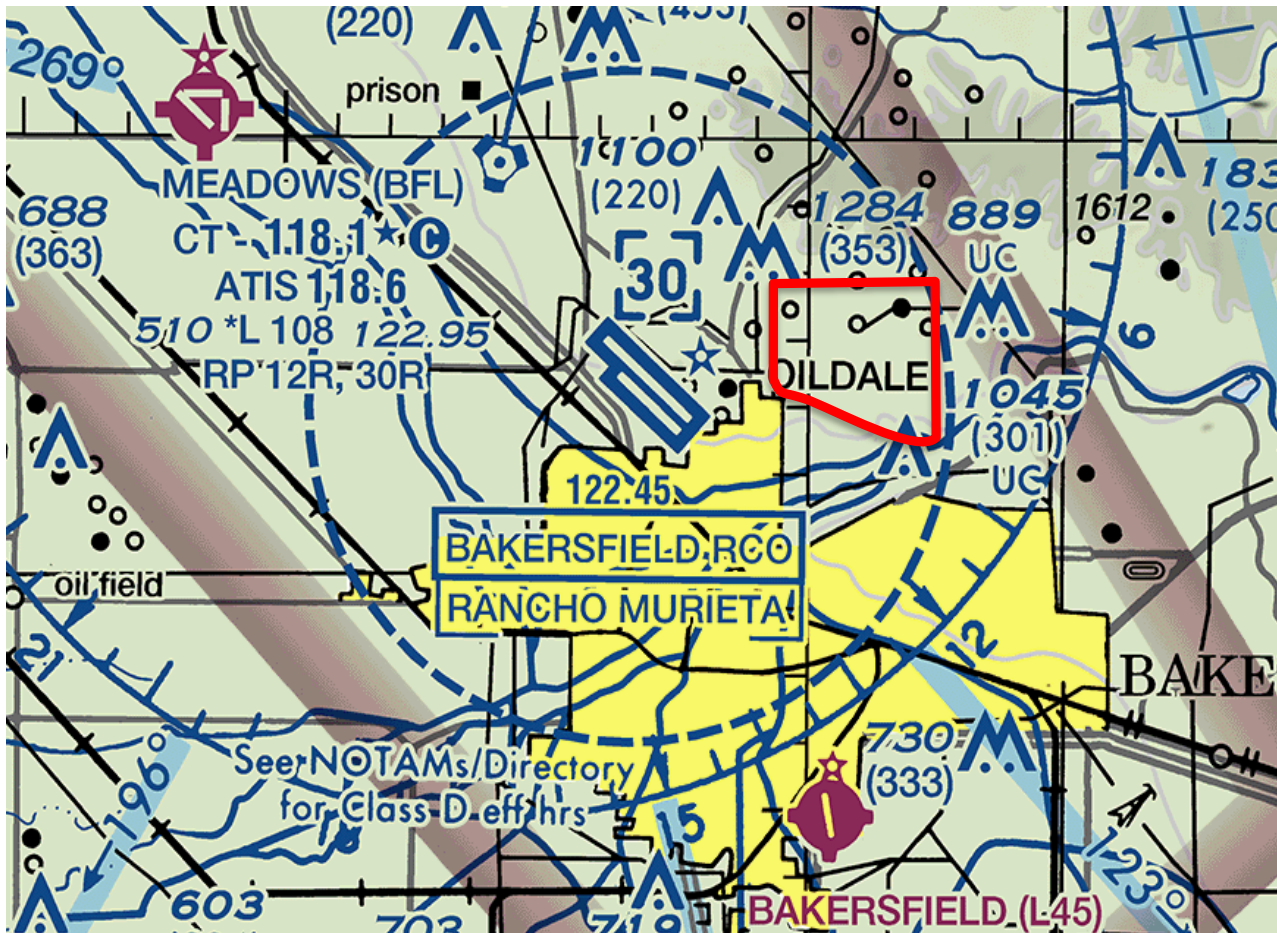 (220)
(453)
269°
prison
1100
(220)
MEADOWS (BFL)
CT - 118.1 ★ C
ATIS 118.6
510 *L 108 122.95
RP 12R, 30R
688
(363)
30
1284
(353)
889
UC
1612
183
(250
6
OILDALE
1045
(301)
UC
122.45
BAKERSFIELD RCO
RANCHO MURIETA
oil field
21
12
BAKE
196°
See NOTAMs/Directory
for Class D eff hrs
15
730
(333)
123°
603
703
719
BAKERSFIELD (L45)